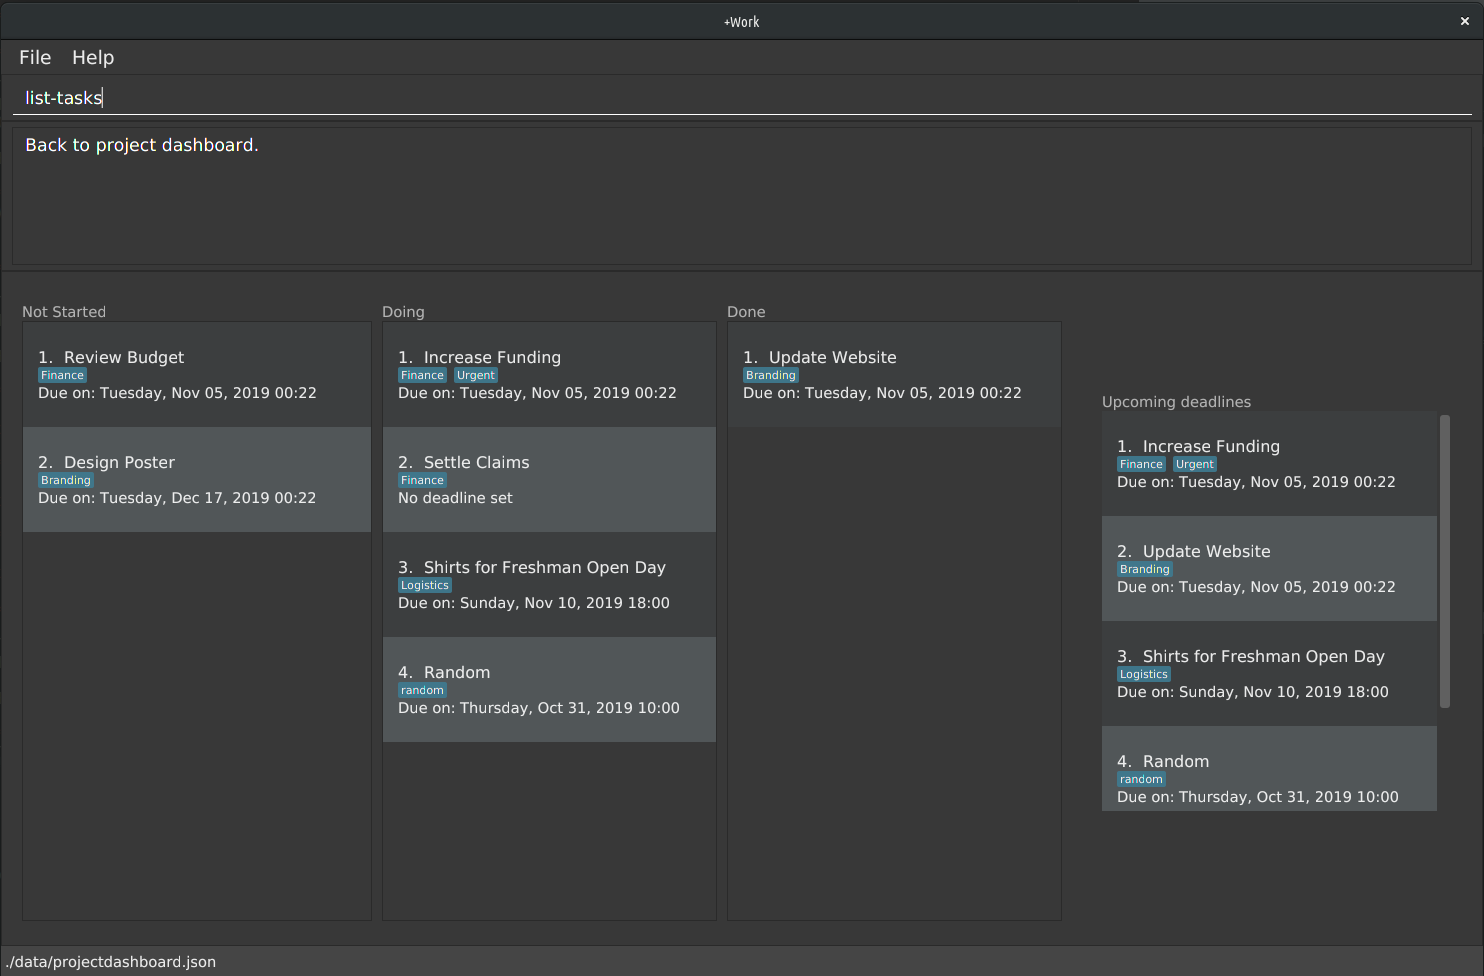 +Work
File Help
list-tasks
Back to project dashboard.
Not Started
1. Review Budget
Finance
Due on: Tuesday, Nov 05, 2019 00:22
2. Design Poster
Branding
Due on: Tuesday, Dec 17, 2019 00:22
Doing
1. Increase Funding
Finance Urgent
Due on: Tuesday, Nov 05, 2019 00:22
2. Settle Claims
Finance
No deadline set
3. Shirts for Freshman Open Day
Logistics
Due on: Sunday, Nov 10, 2019 18:00
4. Random
random
Due on: Thursday, Oct 31, 2019 10:00
Done
1. Update Website
Branding
Due on: Tuesday, Nov 05, 2019 00:22
Upcoming deadlines
1. Increase Funding
Finance Urgent
Due on: Tuesday, Nov 05, 2019 00:22
2. Update Website
Branding
Due on: Tuesday, Nov 05, 2019 00:22
3. Shirts for Freshman Open Day
Logistics
Due on: Sunday, Nov 10, 2019 18:00
4. Random
random
Due on: Thursday, Oct 31, 2019 10:00
./data/projectdashboard.json